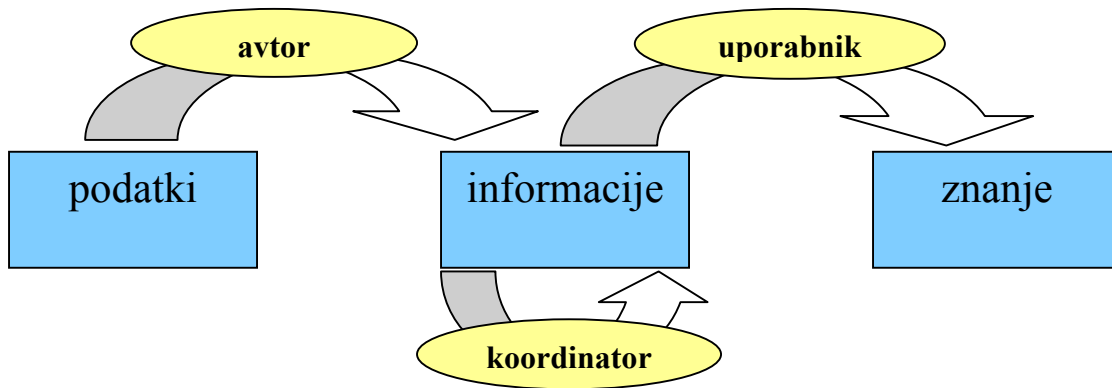 avtor
uporabnik
podatki
informacije
znanje
koordinator